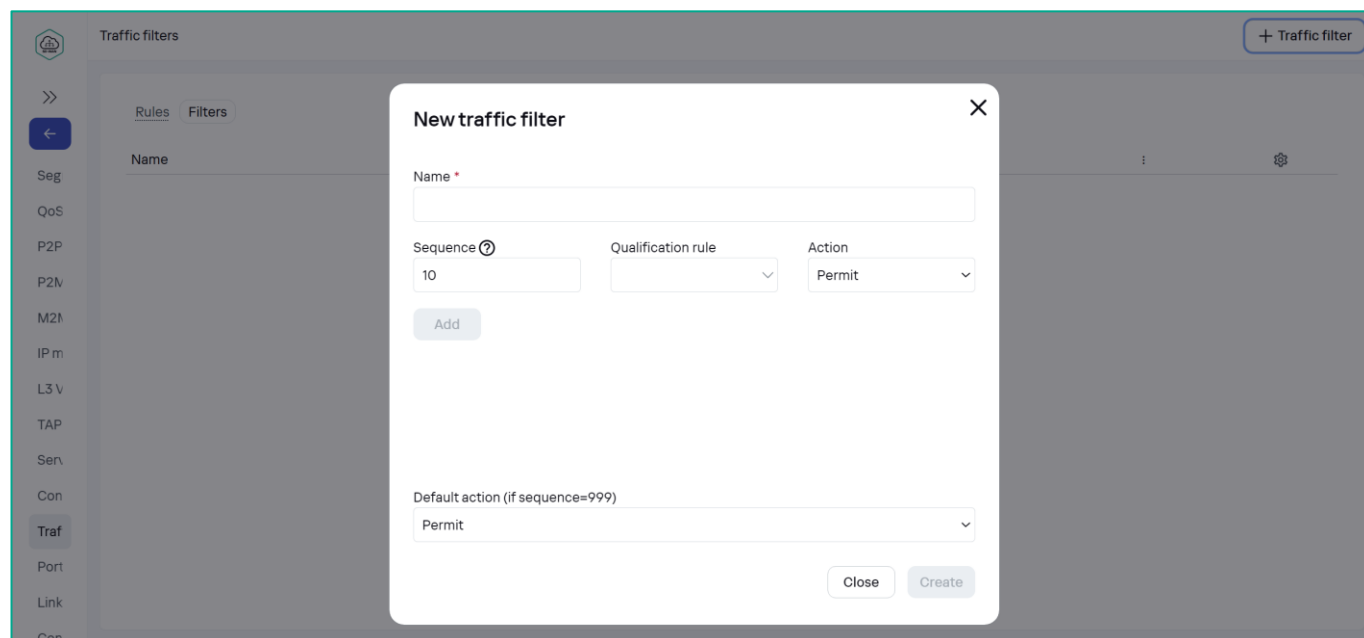 Traffic filters
+ Traffic filter
Rules Filters
Name
Seg
QoS
P2P
P2M
M2M
IP m
L3 V
TAP
Serv
Con
Traf
Port
Link
Con
New traffic filter
Name *
Sequence ? Qualification rule Action
10 Permit
Add
Default action (if sequence=999)
Permit
Close Create